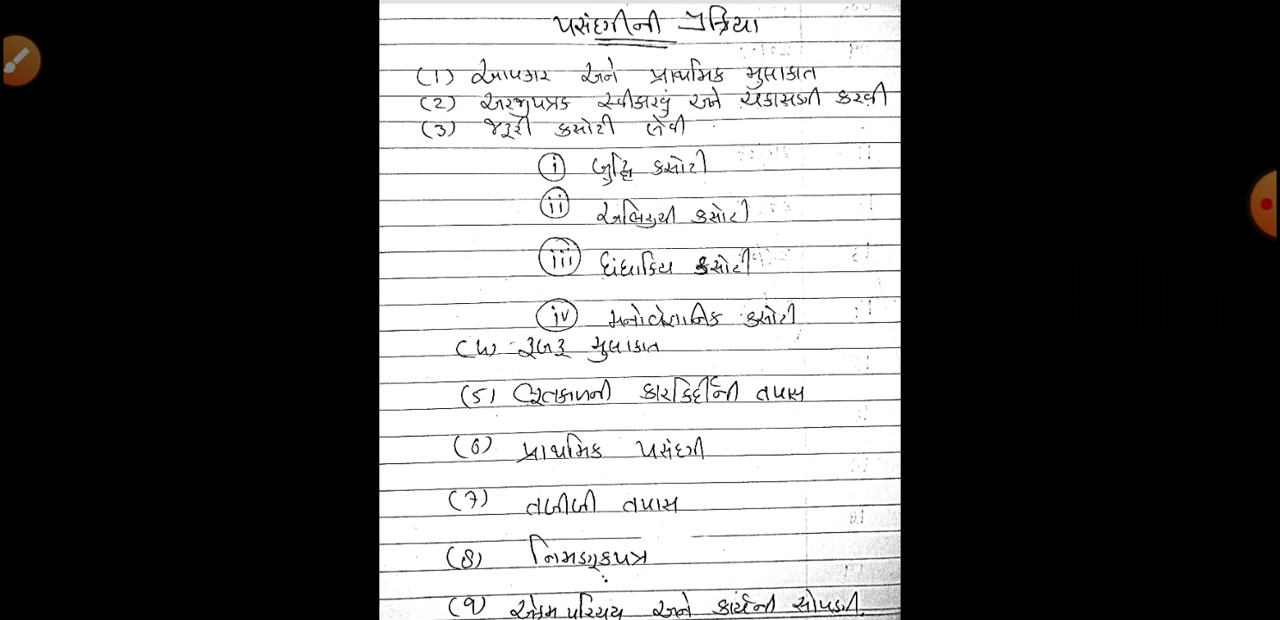 પસંદગીની પ્રક્રિયા
(1) આવકાર અને પ્રાથમિક મુલાકાત
(2) અરજીપત્રક સ્વીકારવું અને ચકાસણી કરવી
(3) જરૂરી કસોટી લેવી
(i) બુદ્ધિ કસોટી
(ii) અભિરુચી કસોટી
(iii) ધંધાકિય કસોટી
(iv) મનોવૈજ્ઞાનિક કસોટી
(4) રૂબરૂ મુલાકાત
(5) ભૂતકાળની કારકિર્દીની તપાસ
(6) પ્રાથમિક પસંદગી
(7) તબીબી તપાસ
(8) નિમણૂકપત્ર
(9) એકમ પરિચય અને કાર્યની સોંપણી